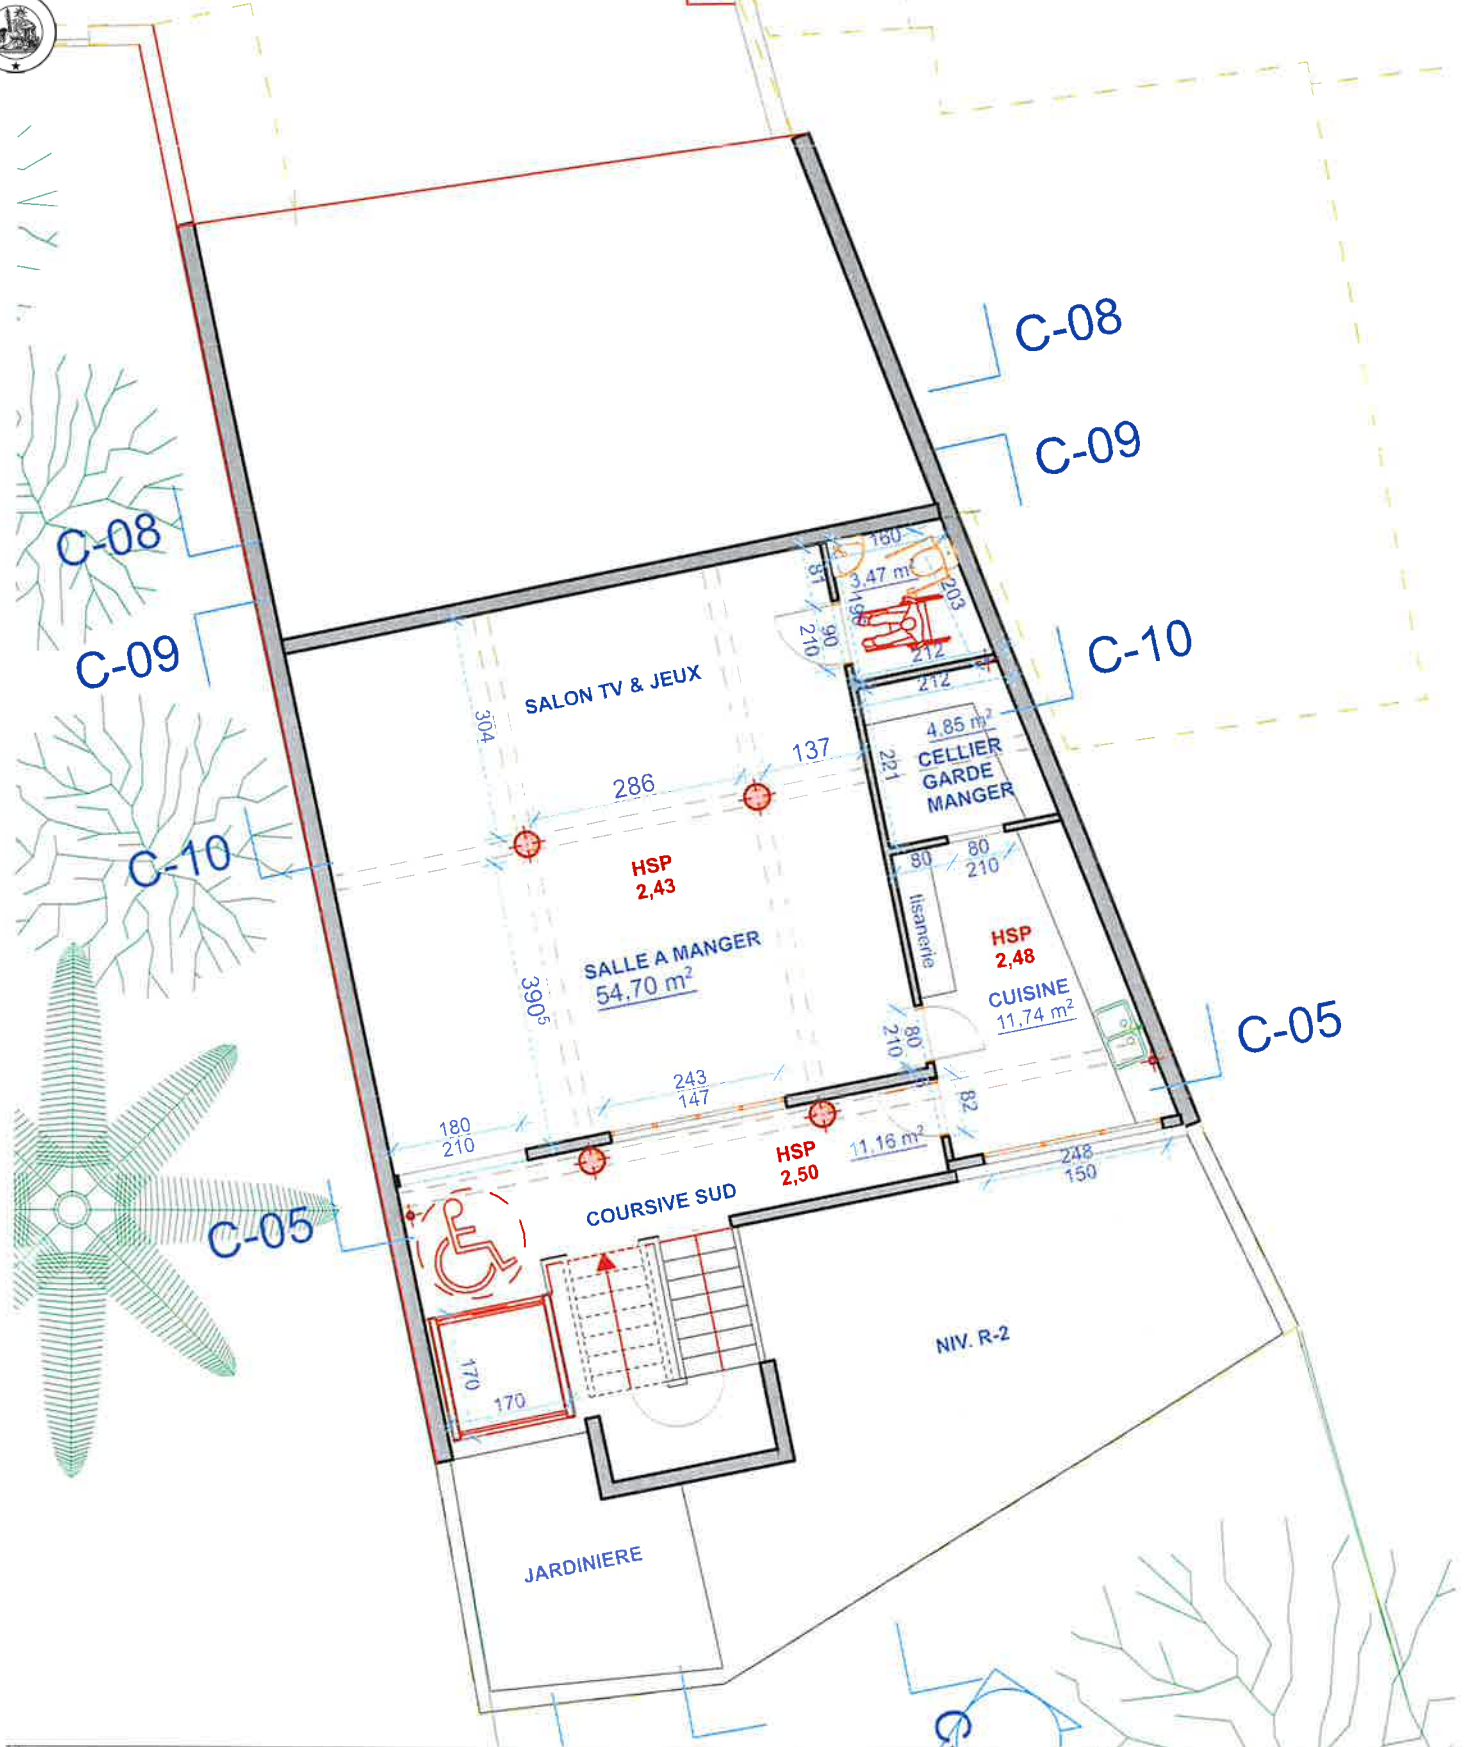 C-08
C-09
C-08
C-09
C-10
C-10
C-05
C-05
160
81
3,47 m²
203
196
90
210
212
212
SALON TV & JEUX
304
137
286
221
4,85 m²
CELLIER
GARDE
MANGER
80
80
210
HSP
2,43
tisanerie
HSP
2,48
SALLE A MANGER
54,70 m²
390⁵
CUISINE
11,74 m²
80
210
243
147
82
180
210
11,16 m²
HSP
2,50
248
150
COURSIVE SUD
NIV. R-2
170
170
JARDINIERE